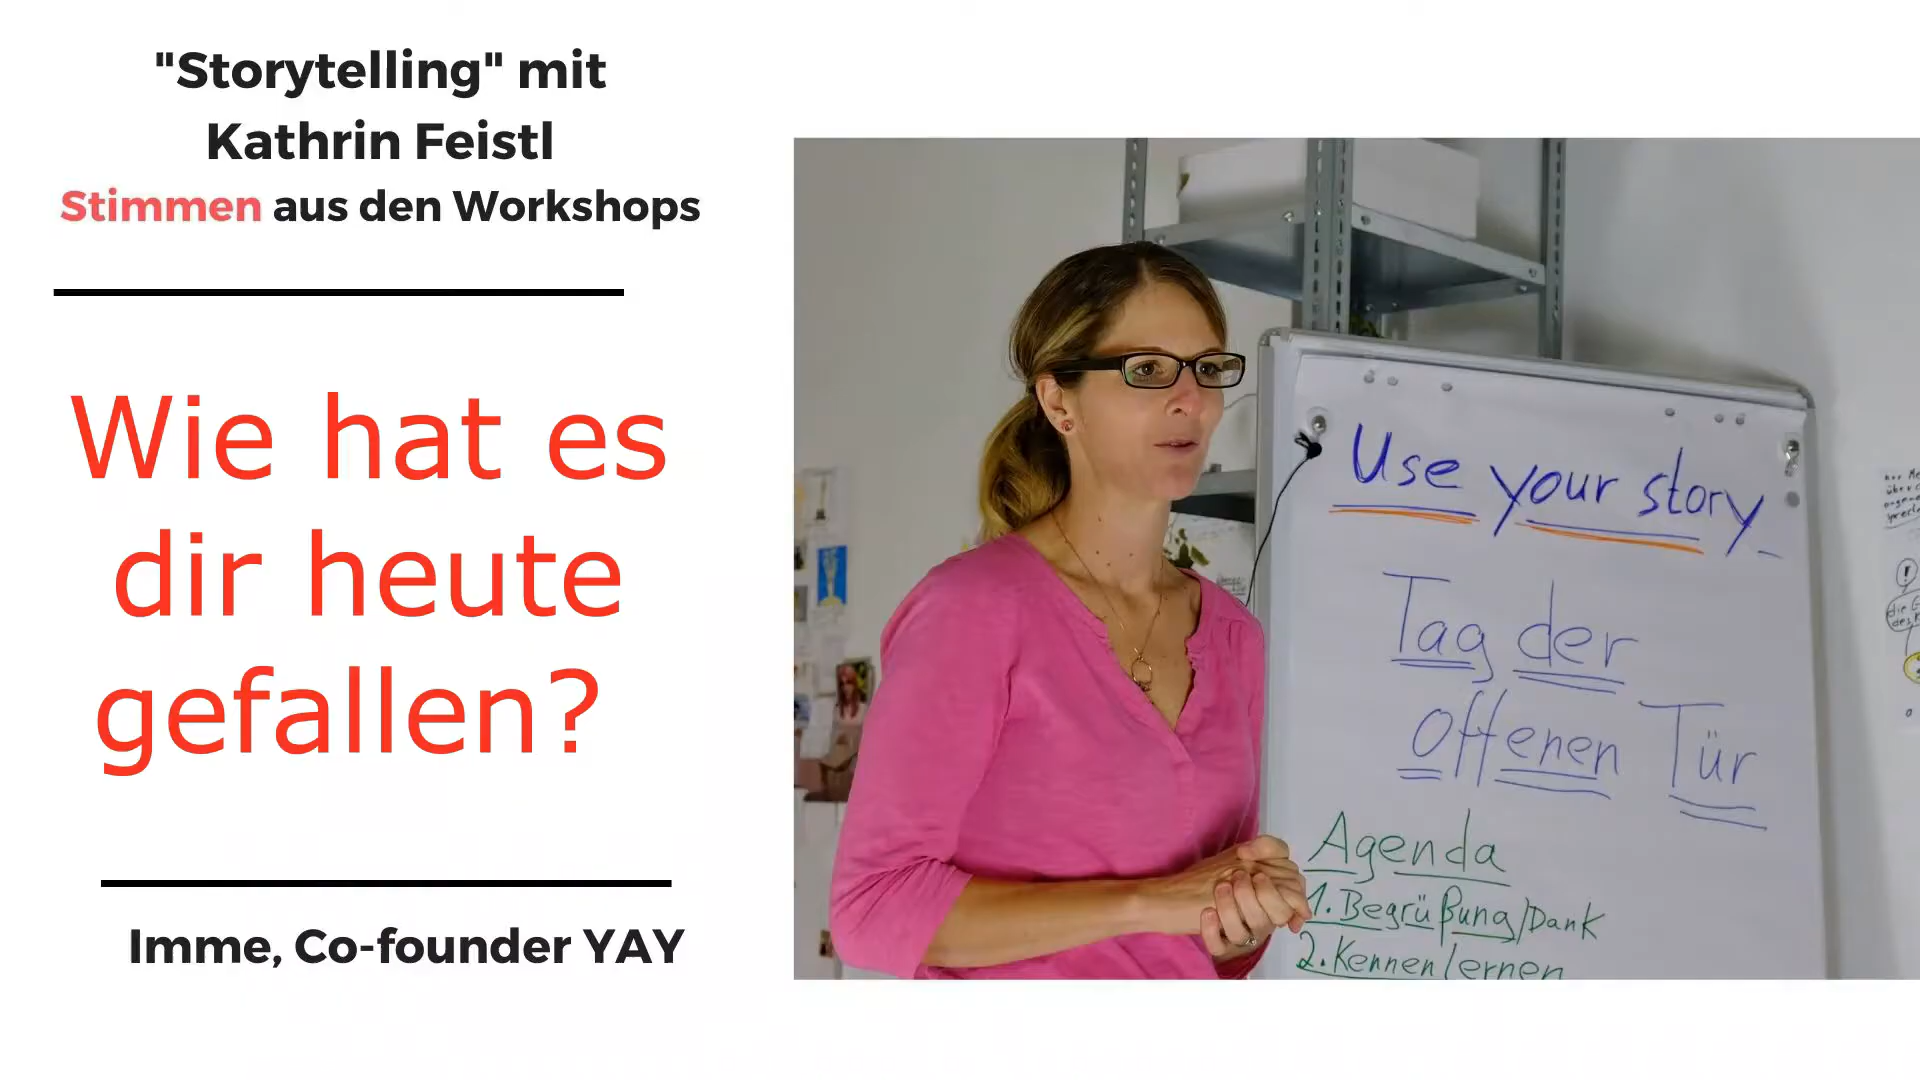 "Storytelling" mit
Kathrin Feistl
Stimmen aus den Workshops
Wie hat es
dir heute
gefallen?
Imme, Co-founder YAY
Use your story
Tag der
offenen Tür
Agenda
1. Begrüßung/Dank
2. Kennenlernen